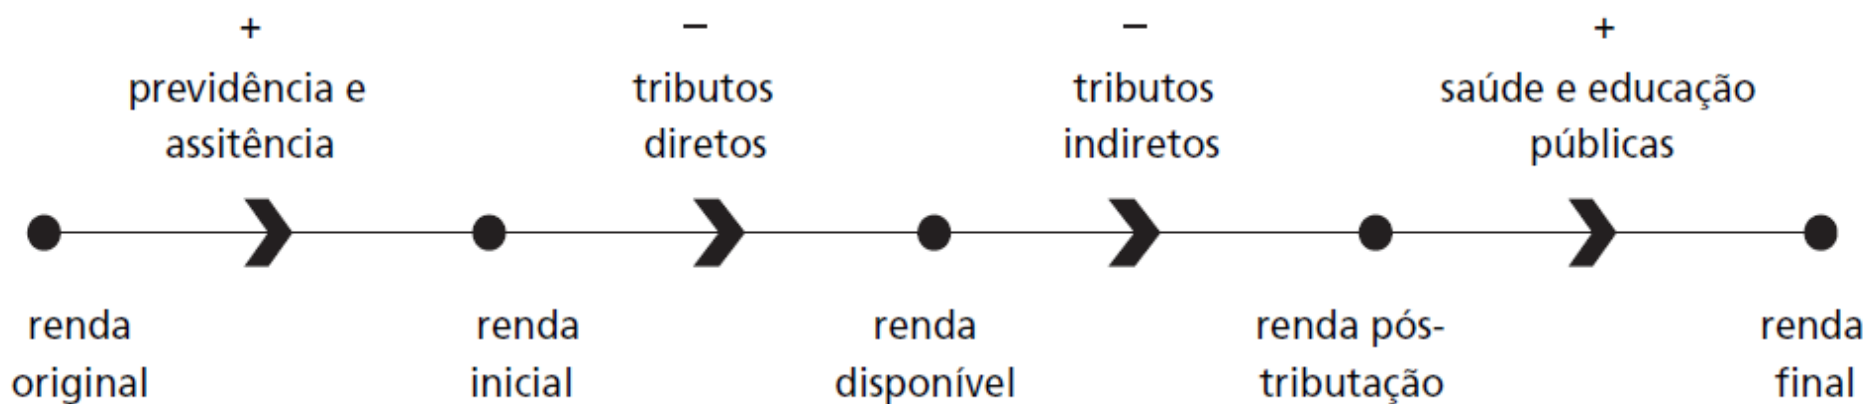 +
previdência e
assitência
–
tributos
diretos
–
tributos
indiretos
+
saúde e educação
públicas
renda
original
renda
inicial
renda
disponível
renda pós-
tributação
renda
final